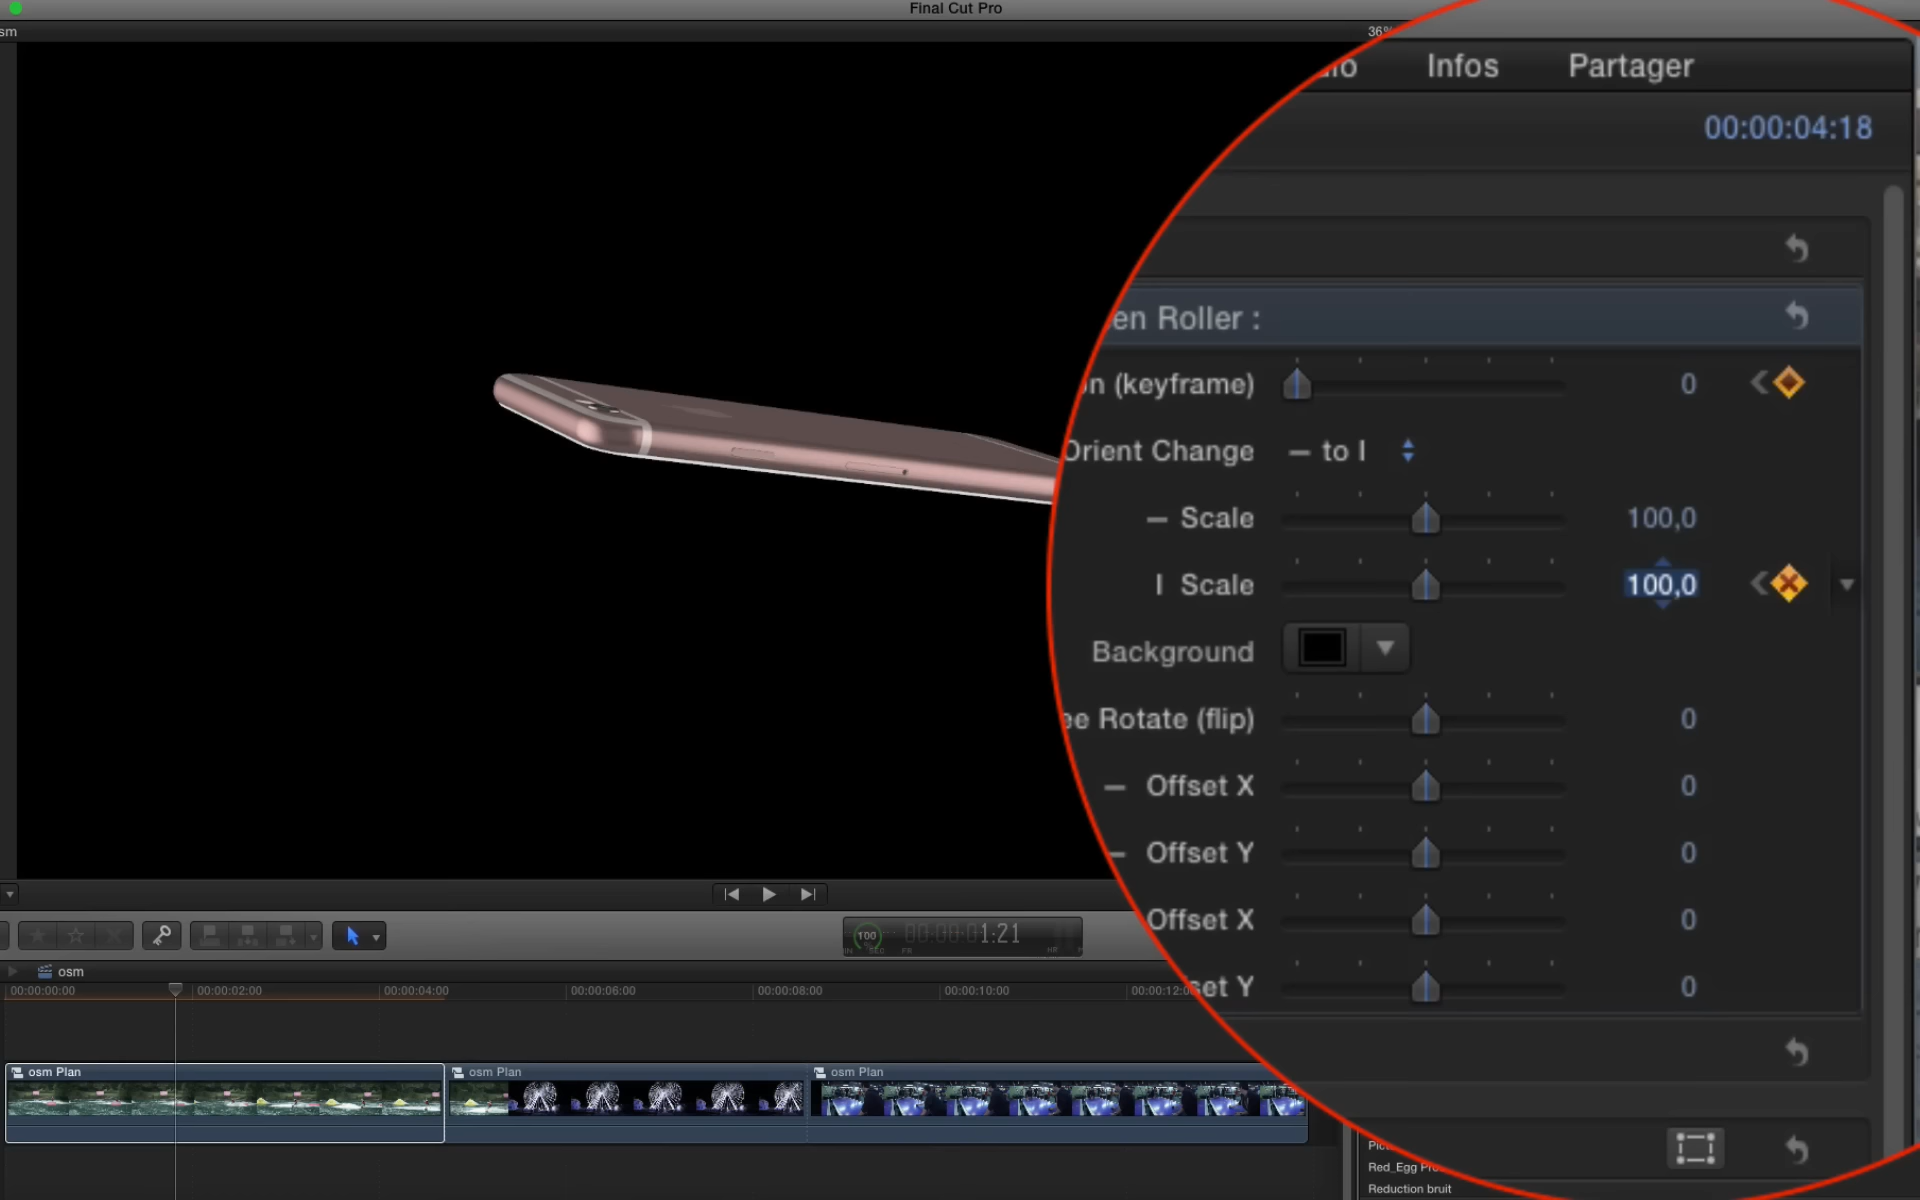 Final Cut Pro
sm
36%
Infos Partager
00:00:04:18
en Roller :
n (keyframe) 0
Orient Change — to I
— Scale 100,0
I Scale 100,0
Background
ee Rotate (flip) 0
— Offset X 0
— Offset Y 0
Offset X 0
set Y 0
100 00:00:01:21
osm
00:00:00:00 00:00:02:00 00:00:04:00 00:00:06:00 00:00:08:00 00:00:10:00 00:00:12:0
osm Plan osm Plan osm Plan
Red_Egg Pr
Reduction bruit